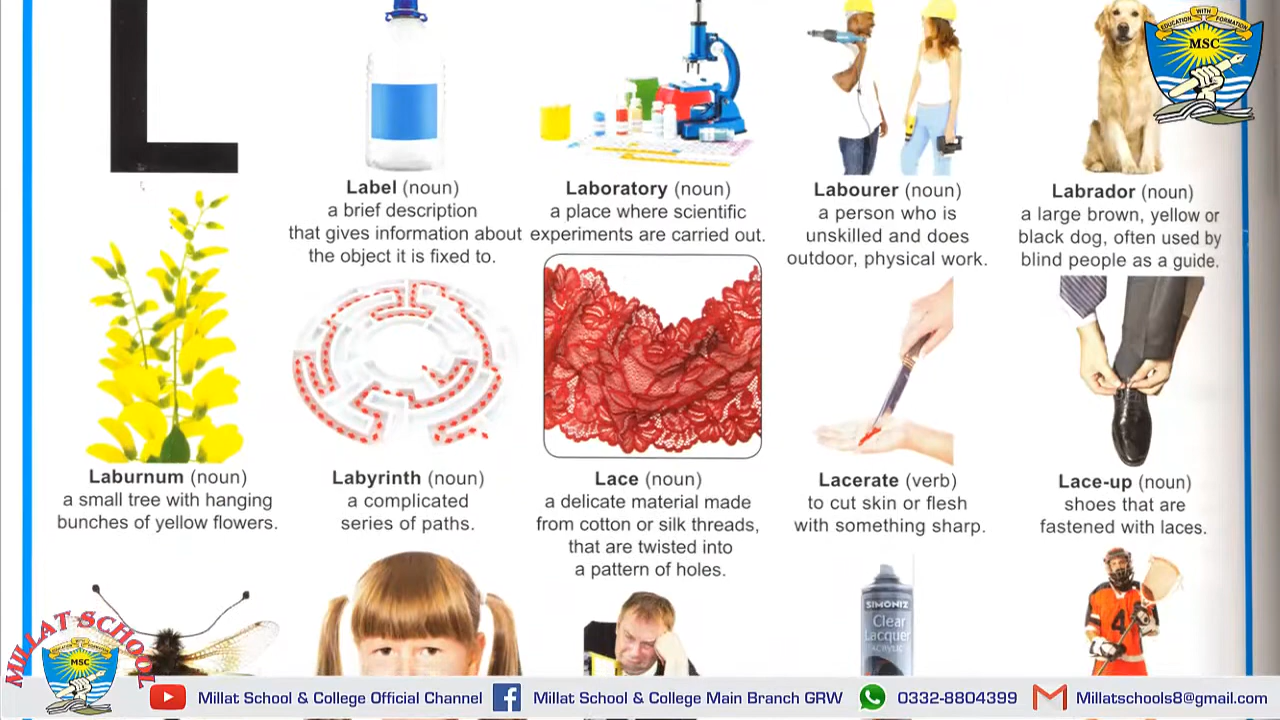 L
EDUCATION WITH FORMATION
MSC
Label (noun)
a brief description
that gives information about
the object it is fixed to.
Laboratory (noun)
a place where scientific
experiments are carried out.
Labourer (noun)
a person who is
unskilled and does
outdoor, physical work.
Labrador (noun)
a large brown, yellow or
black dog, often used by
blind people as a guide.
Laburnum (noun)
a small tree with hanging
bunches of yellow flowers.
Labyrinth (noun)
a complicated
series of paths.
Lace (noun)
a delicate material made
from cotton or silk threads,
that are twisted into
a pattern of holes.
Lacerate (verb)
to cut skin or flesh
with something sharp.
Lace-up (noun)
shoes that are
fastened with laces.
SIMONIZ
Clear
Lacquer
ACRYLIC
4
MILLAT SCHOOL
MSC
Millat School & College Official Channel
Millat School & College Main Branch GRW
0332-8804399
Millatschools8@gmail.com